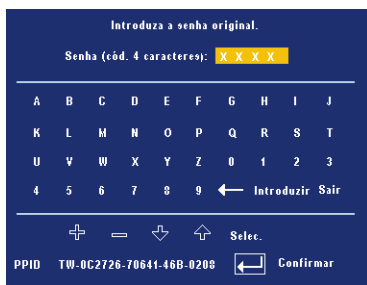 Introduza a senha original.
Senha (cód. 4 caracteres): X X X X
A B C D E F G H I J
K L M N O P Q R S T
U V W X Y Z 0 1 2 3
4 5 6 7 8 9 ← Introduzir Sair
Selec.
PPID TW-0C2726-70641-46B-0208 Confirmar